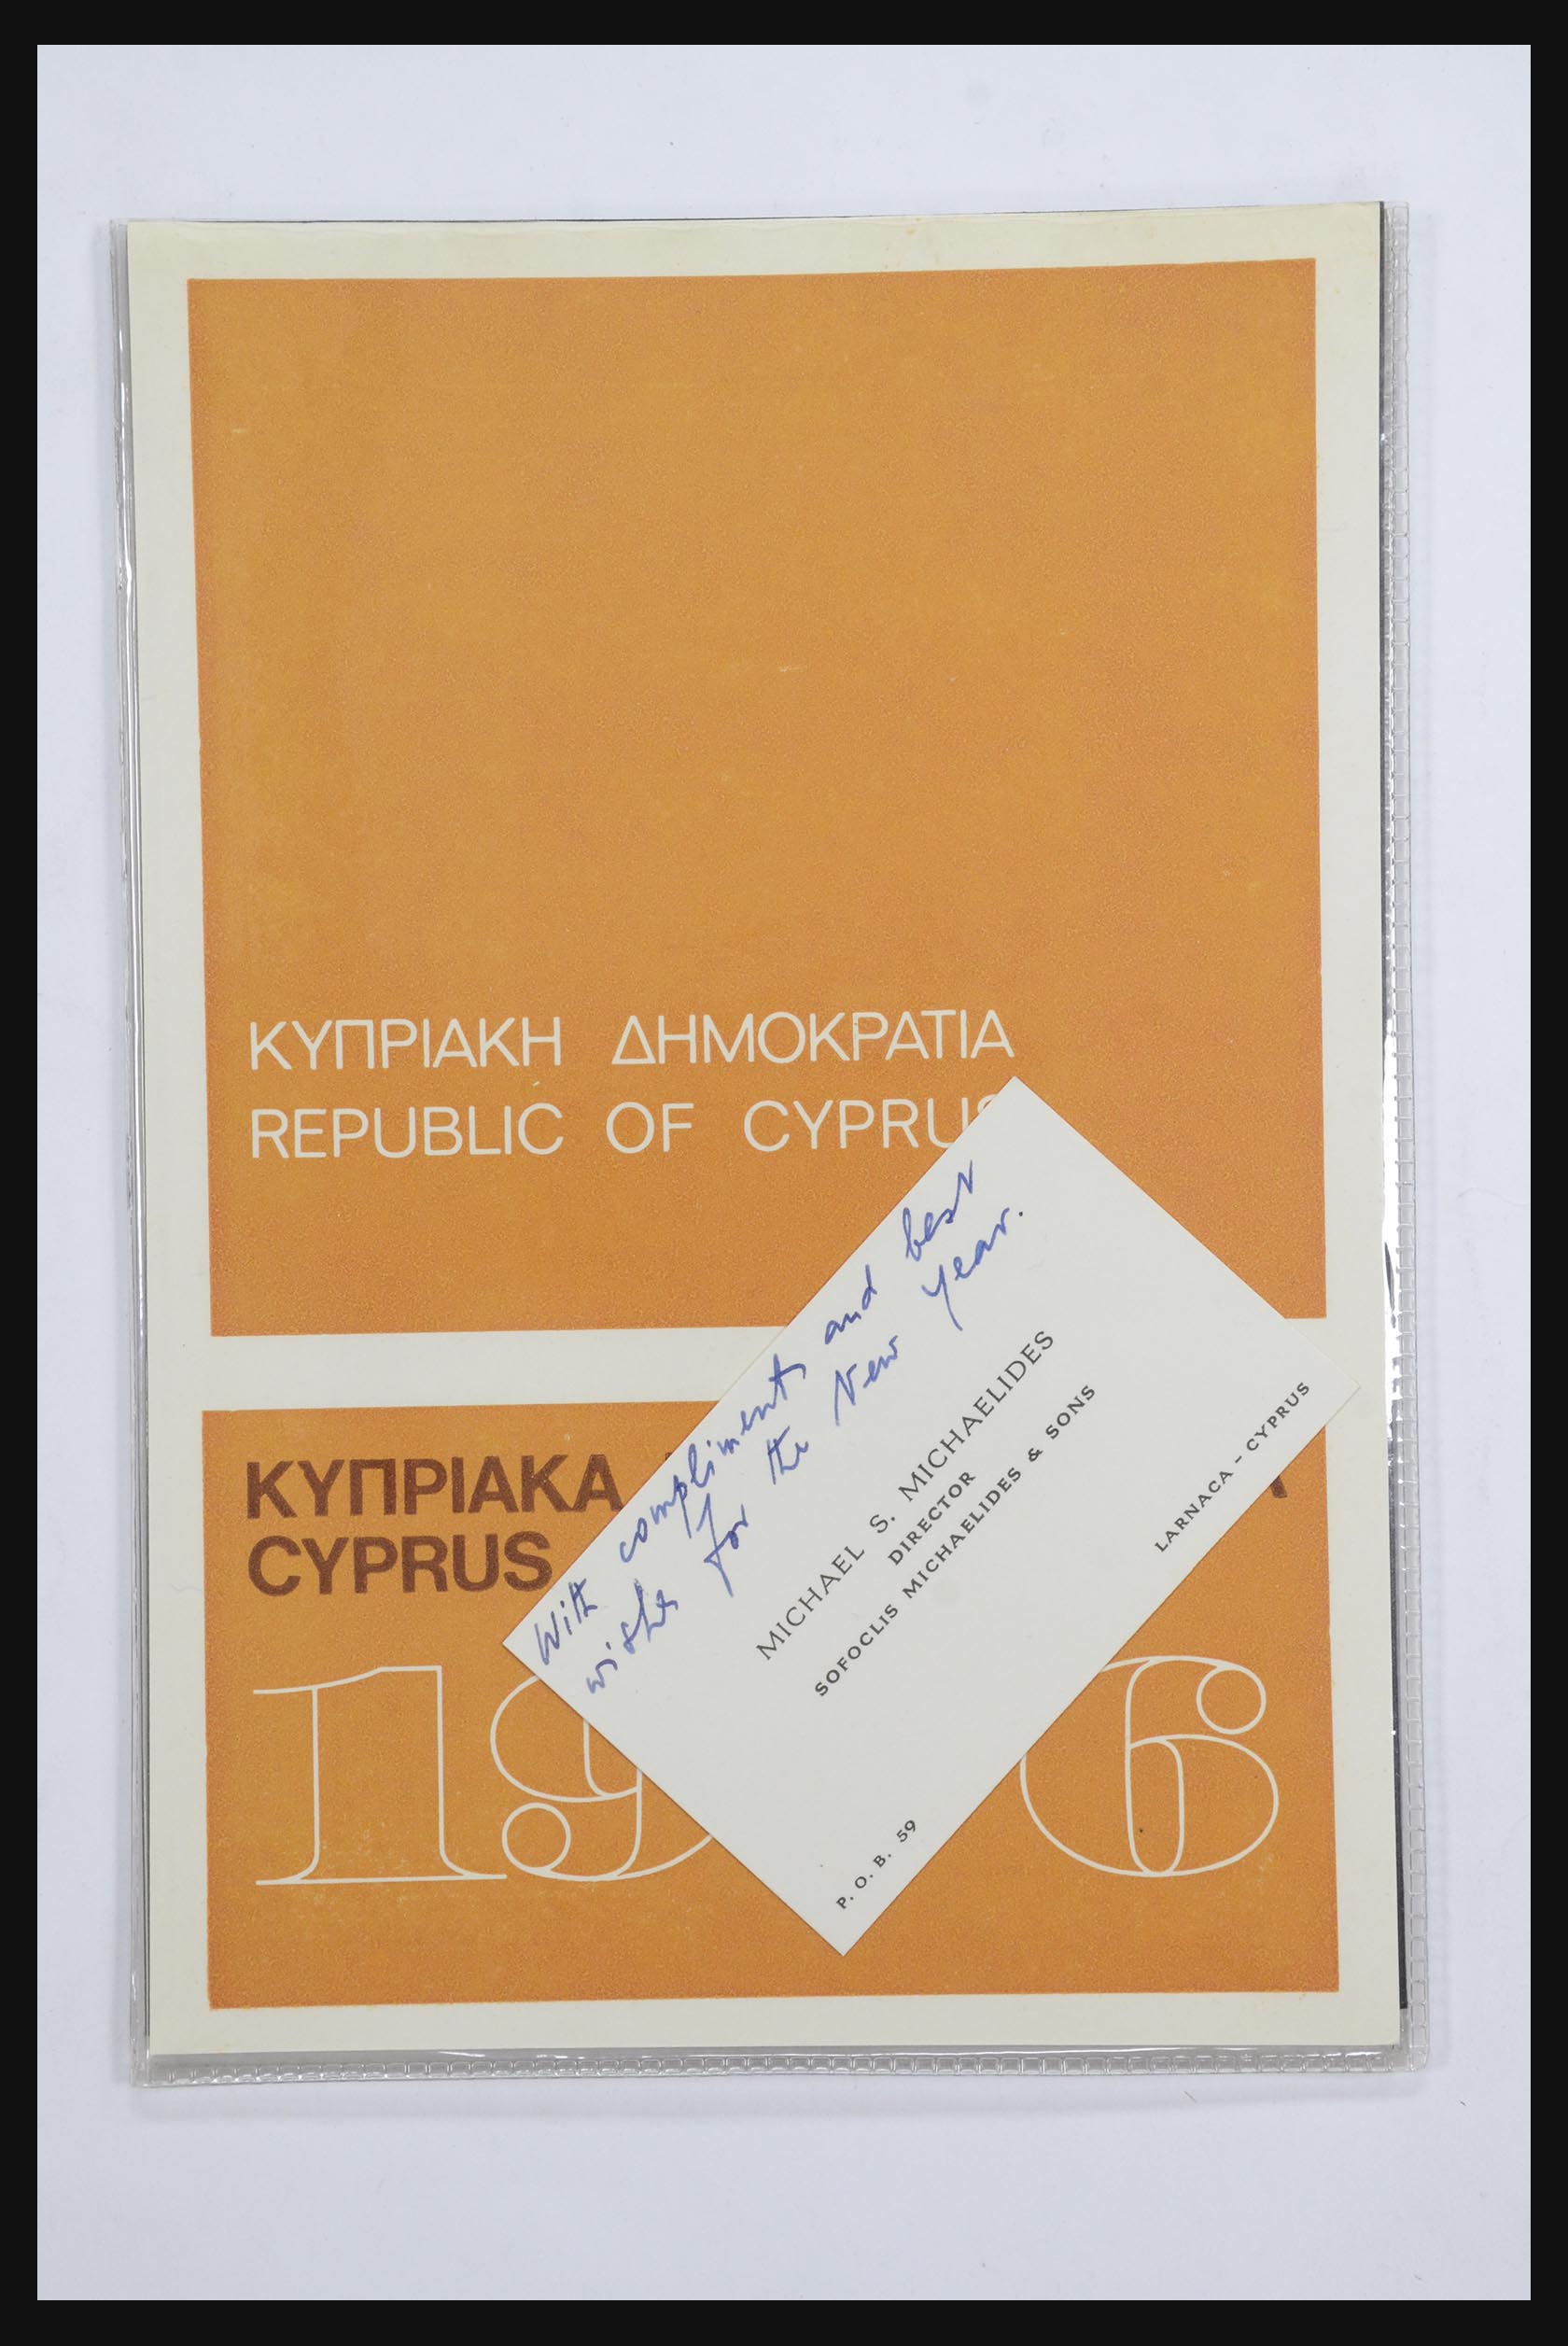 ΚΥΠΡΙΑΚΗ ΔΗΜΟΚΡΑΤΙΑ
REPUBLIC OF CYPRUS
ΚΥΠΡΙΑΚΑ
CYPRUS
With compliments and best
wishes for the New Year.
MICHAEL S. MICHAELIDES
DIRECTOR
SOFOCLIS MICHAELIDES & SONS
P. O. B. 59
LARNACA - CYPRUS